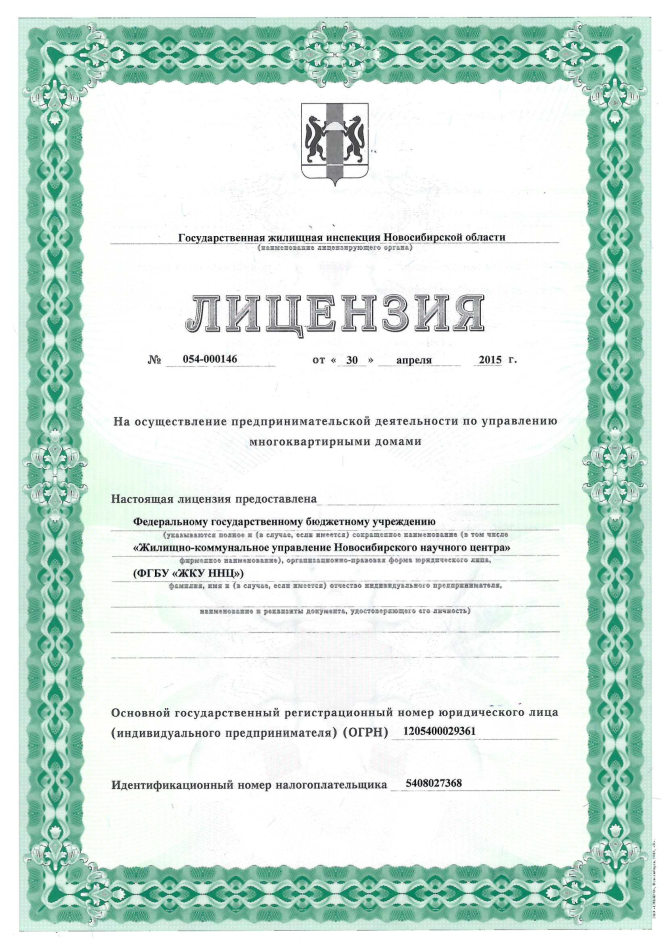 Государственная жилищная инспекция Новосибирской области
(наименование лицензирующего органа)
ЛИЦЕНЗИЯ
№ 054-000146 от « 30 » апреля 2015 г.
На осуществление предпринимательской деятельности по управлению
многоквартирными домами
Настоящая лицензия предоставлена
Федеральному государственному бюджетному учреждению
(указываются полное и (в случае, если имеется) сокращенное наименование (в том числе
«Жилищно-коммунальное управление Новосибирского научного центра»
фирменное наименование), организационно-правовая форма юридического лица,
(ФГБУ «ЖКУ ННЦ»)
фамилия, имя и (в случае, если имеется) отчество индивидуального предпринимателя,
наименование и реквизиты документа, удостоверяющего его личность)
Основной государственный регистрационный номер юридического лица
(индивидуального предпринимателя) (ОГРН) 1205400029361
Идентификационный номер налогоплательщика 5408027368